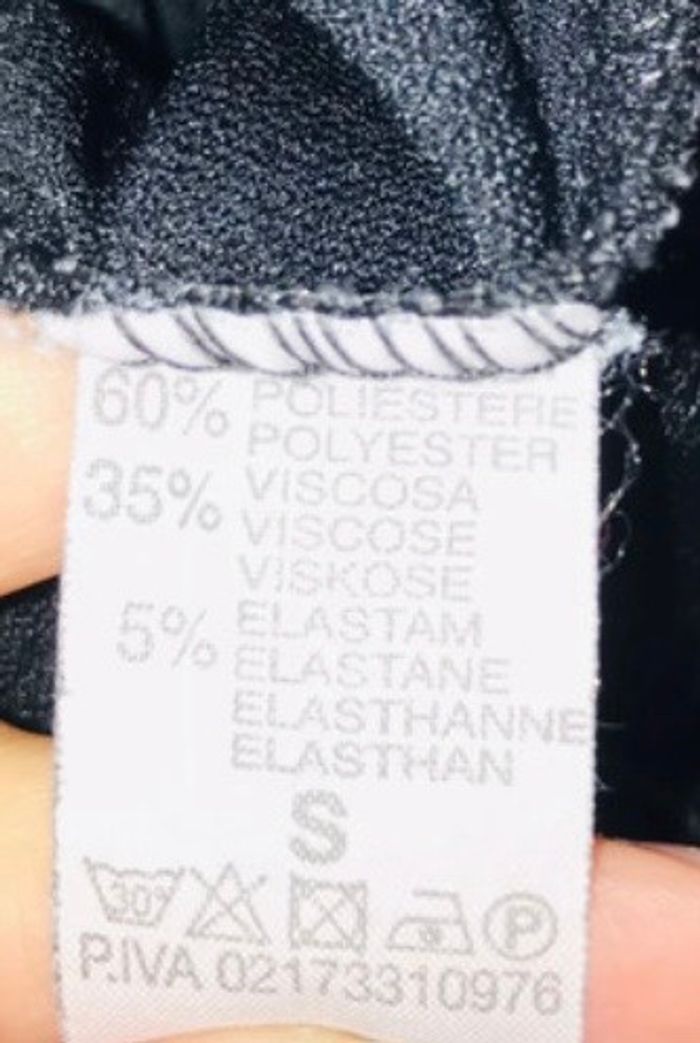 60% POLIESTERE
POLYESTER
35% VISCOSA
VISCOSE
VISKOSE
5% ELASTAM
ELASTANE
ELASTHANNE
ELASTHAN
S
30° P
P.IVA 02173310976